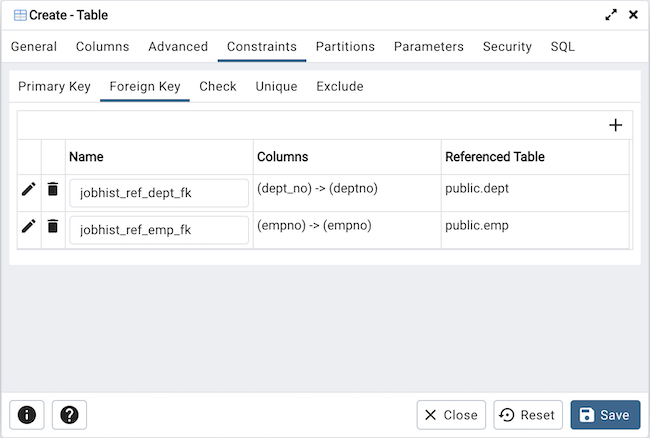 Create - Table
General Columns Advanced Constraints Partitions Parameters Security SQL
Primary Key Foreign Key Check Unique Exclude
Name Columns Referenced Table
jobhist_ref_dept_fk (dept_no) -> (deptno) public.dept
jobhist_ref_emp_fk (empno) -> (empno) public.emp
Close Reset Save